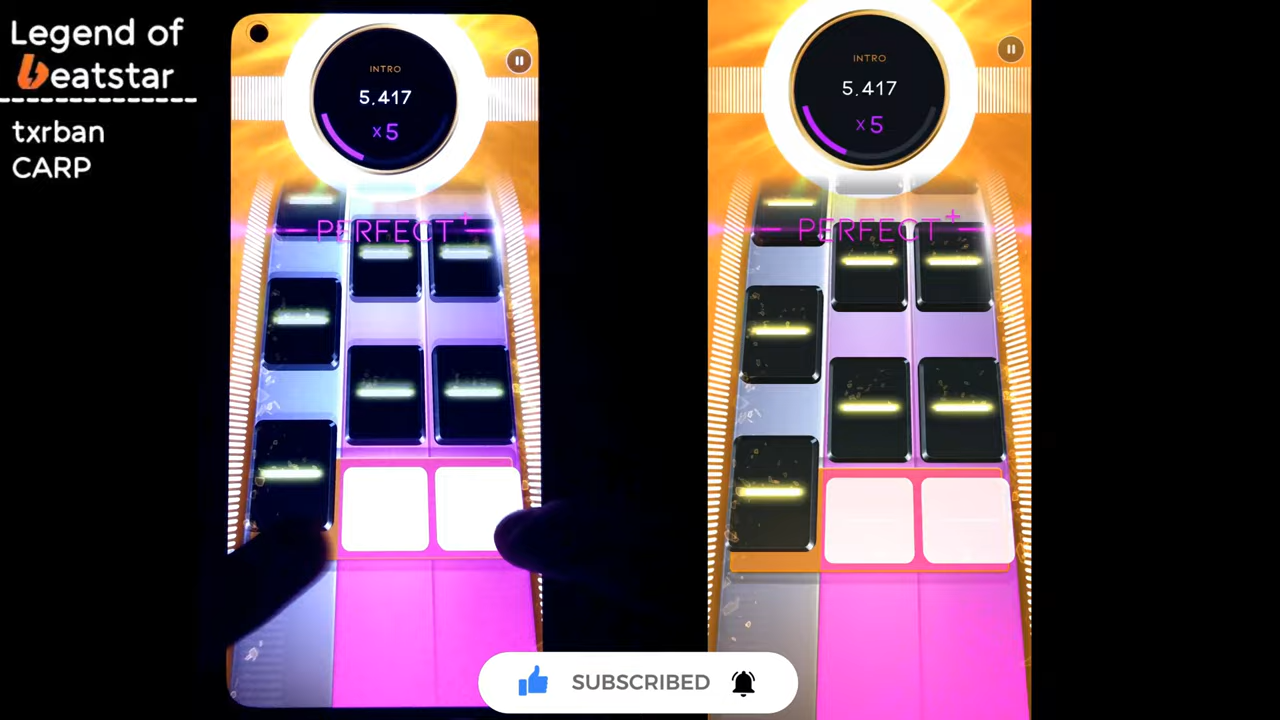 Legend of
beatstar
txrban
CARP
INTRO
5.417
x5
PERFECT+
INTRO
5.417
x5
PERFECT+
SUBSCRIBED